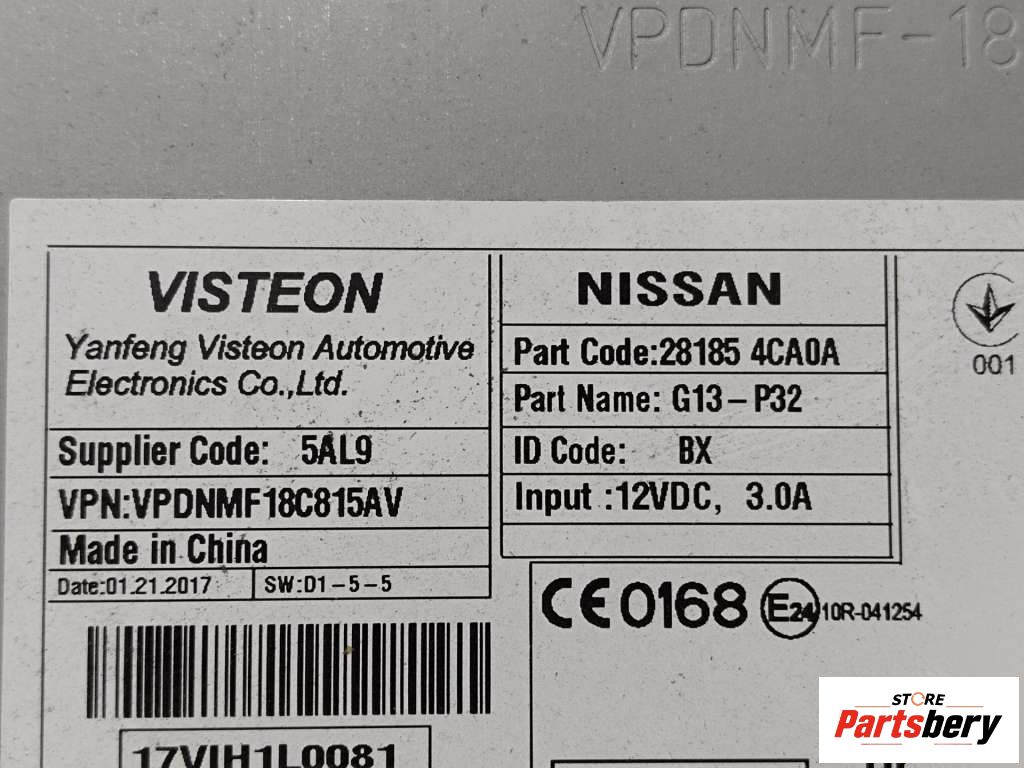 VPDNMF-18
VISTEON
Yanfeng Visteon Automotive
Electronics Co.,Ltd.
Supplier Code: 5AL9
VPN:VPDNMF18C815AV
Made in China
Date:01.21.2017 SW:D1-5-5
17VIH1L0081
NISSAN
Part Code:28185 4CA0A
Part Name: G13-P32
ID Code: BX
Input :12VDC, 3.0A
CE0168 E24 10R-041254
001
STORE
Partsbery